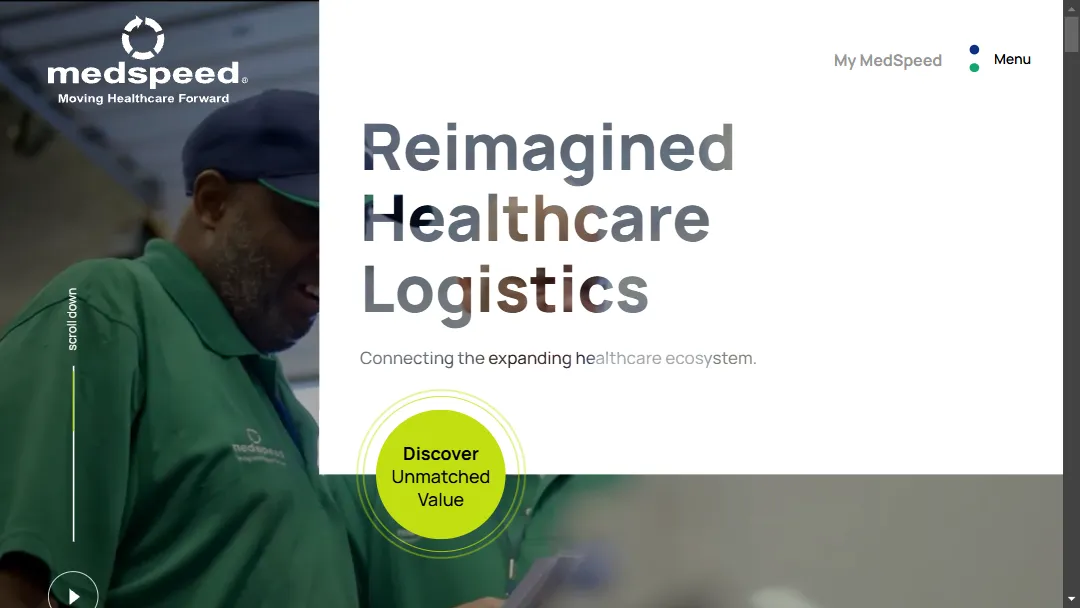 medspeed®
Moving Healthcare Forward
My MedSpeed
Menu
Reimagined
Healthcare
Logistics
Connecting the expanding healthcare ecosystem.
scroll down
Discover
Unmatched
Value
medspeed